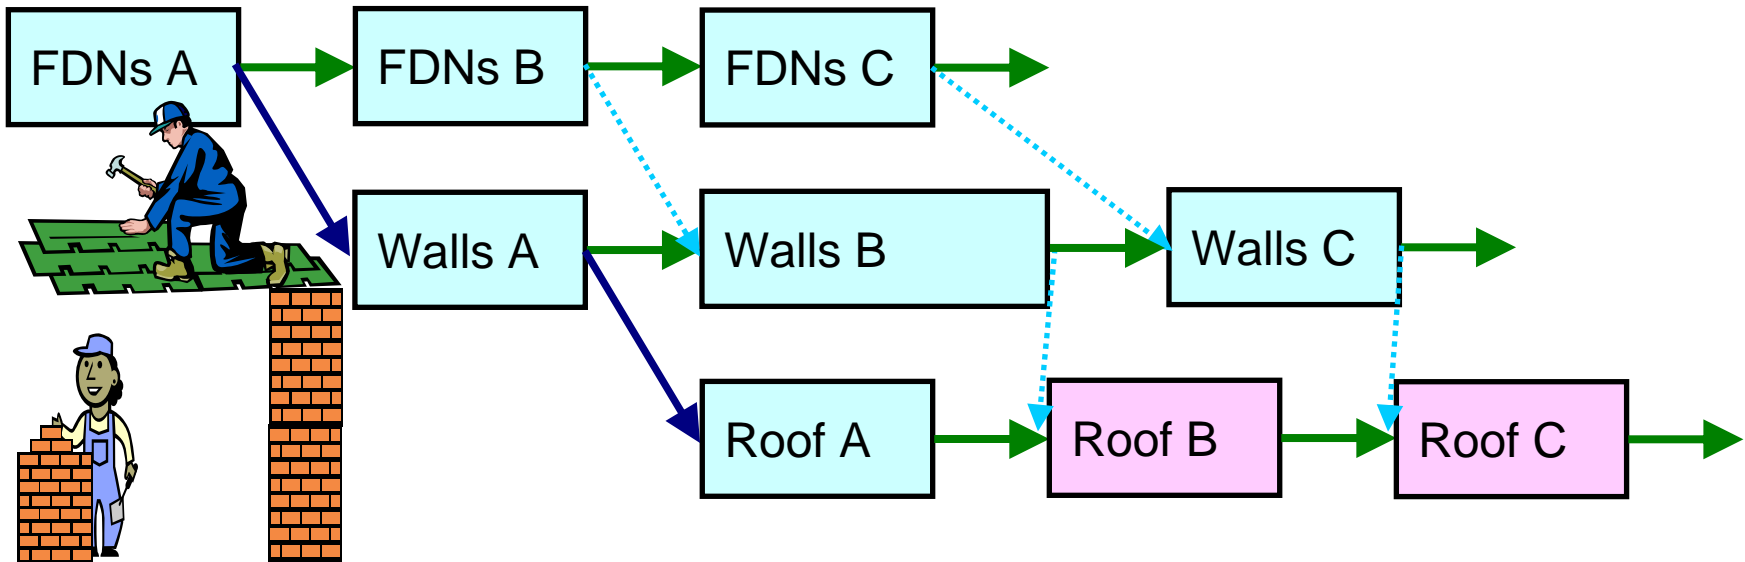 FDNs A
FDNs B
FDNs C
Walls A
Walls B
Walls C
Roof A
Roof B
Roof C